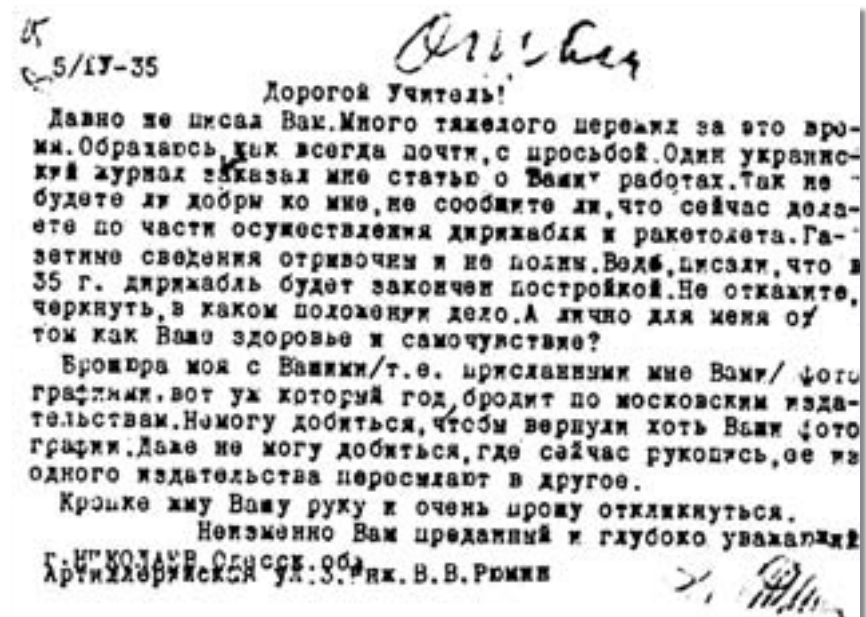 5/IУ-35
Дорогой Учитель!
Давно не писал Вам.Много тяжелого пережил за это вре-
мя.Обращаюсь как всегда почти,с просьбой.Один украинс-
кий журнал заказал мне статью о Ваших работах.Так не
будете ли добры ко мне,не сообщите ли,что сейчас дела-
ете по части осуществления дирижабля и ракетолета.Га-
зетные сведения отрывочны и не полны.Ведь,писали,что в
35 г. дирижабль будет закончен постройкой.Не откажите,
черкнуть,в каком положении дело.А лично для меня о
том как Ваше здоровье и самочувствие?
Брошюра моя с Вашими/т.е. присланными мне Вами/ фото
графиями.вот уж который год,бродит по московским изда-
тельствам.Немогу добиться,чтобы вернули хоть Ваши фото
графии.Даже не могу добиться,где сейчас рукопись,ее из
одного издательства пересылают в другое.
Крепко жму Вашу руку и очень прошу откликнуться.
Неизменно Вам преданный и глубоко уважающий
г.НИКОЛАЕВ.Одесск.обл.
Артиллерийская ул.3.Инж.В.В.Рюмин